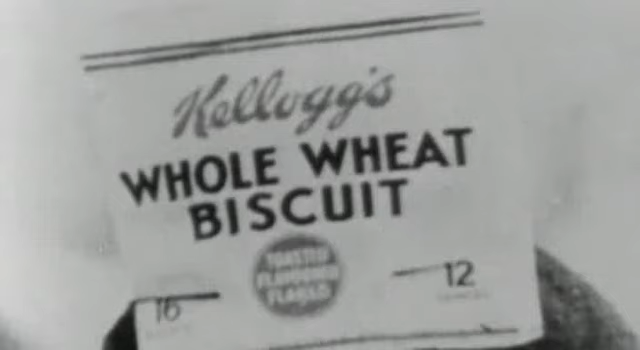 Kellogg's
WHOLE WHEAT
BISCUIT
TOASTED
FLAVORED
FLAKES
16
12